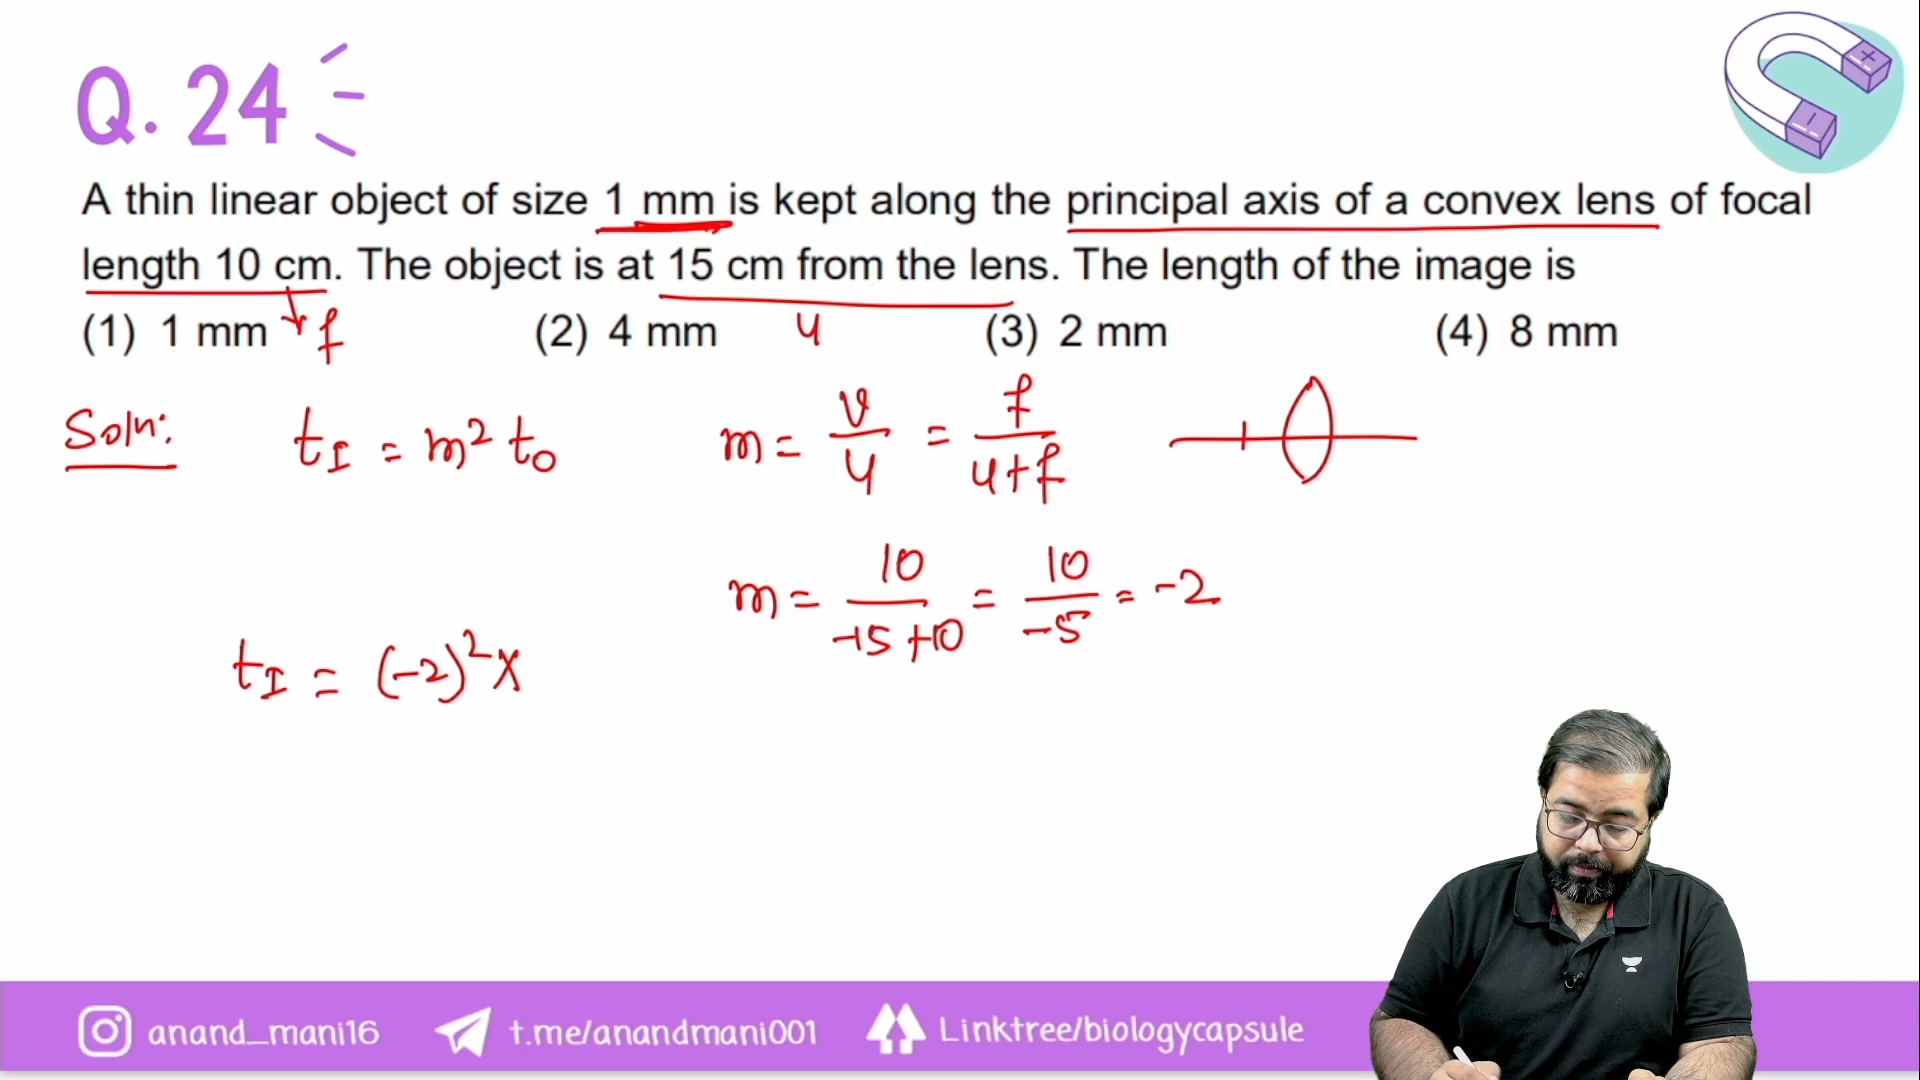 Q. 24
A thin linear object of size 1 mm is kept along the principal axis of a convex lens of focal
length 10 cm. The object is at 15 cm from the lens. The length of the image is
(1) 1 mm (2) 4 mm (3) 2 mm (4) 8 mm
f u
Soln: t_I = m² t_o m = v/u = f/(u+f)
m = 10/(-15+10) = 10/-5 = -2
t_I = (-2)² x
anand_mani16 t.me/anandmani001 Linktree/biologycapsule